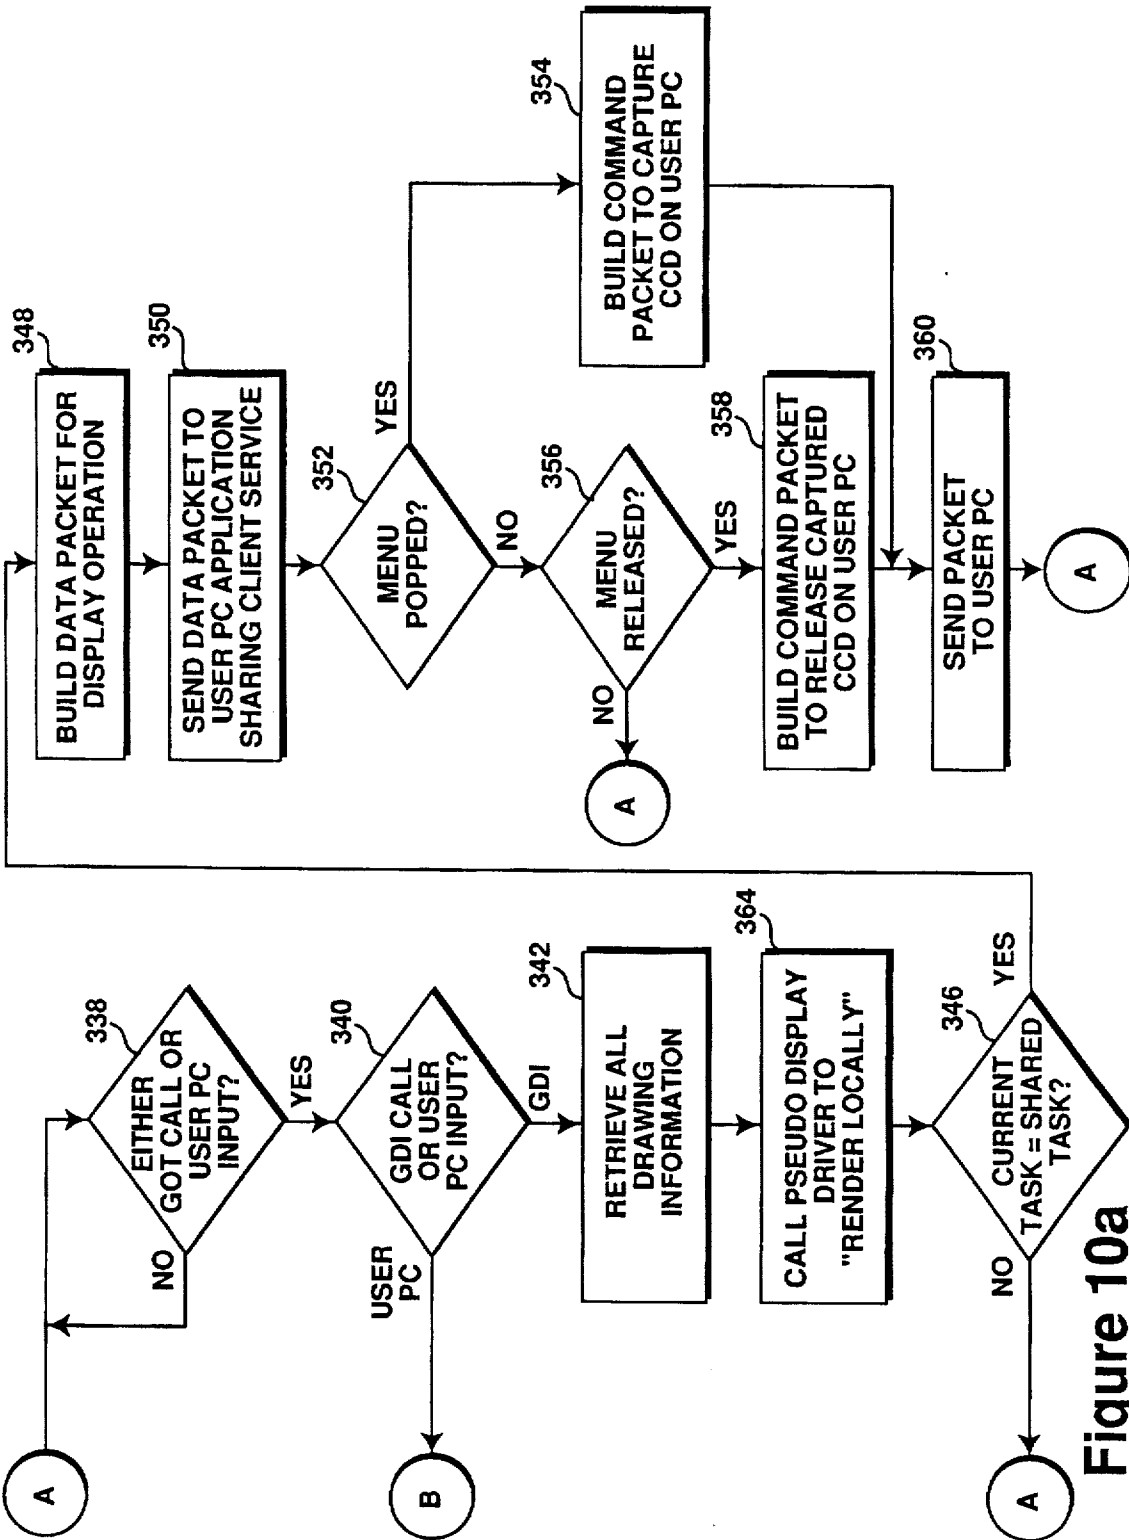 A
338
EITHER
GOT CALL OR
USER PC
INPUT?
NO
YES
340
GDI CALL
OR USER
PC INPUT?
USER
PC
B
GDI
342
RETRIEVE ALL
DRAWING
INFORMATION
364
CALL PSEUDO DISPLAY
DRIVER TO
"RENDER LOCALLY"
346
CURRENT
TASK = SHARED
TASK?
NO
A
YES
348
BUILD DATA PACKET FOR
DISPLAY OPERATION
350
SEND DATA PACKET TO
USER PC APPLICATION
SHARING CLIENT SERVICE
352
MENU
POPPED?
YES
NO
354
BUILD COMMAND
PACKET TO CAPTURE
CCD ON USER PC
356
MENU
RELEASED?
NO
A
YES
358
BUILD COMMAND PACKET
TO RELEASE CAPTURED
CCD ON USER PC
360
SEND PACKET
TO USER PC
A
Figure 10a